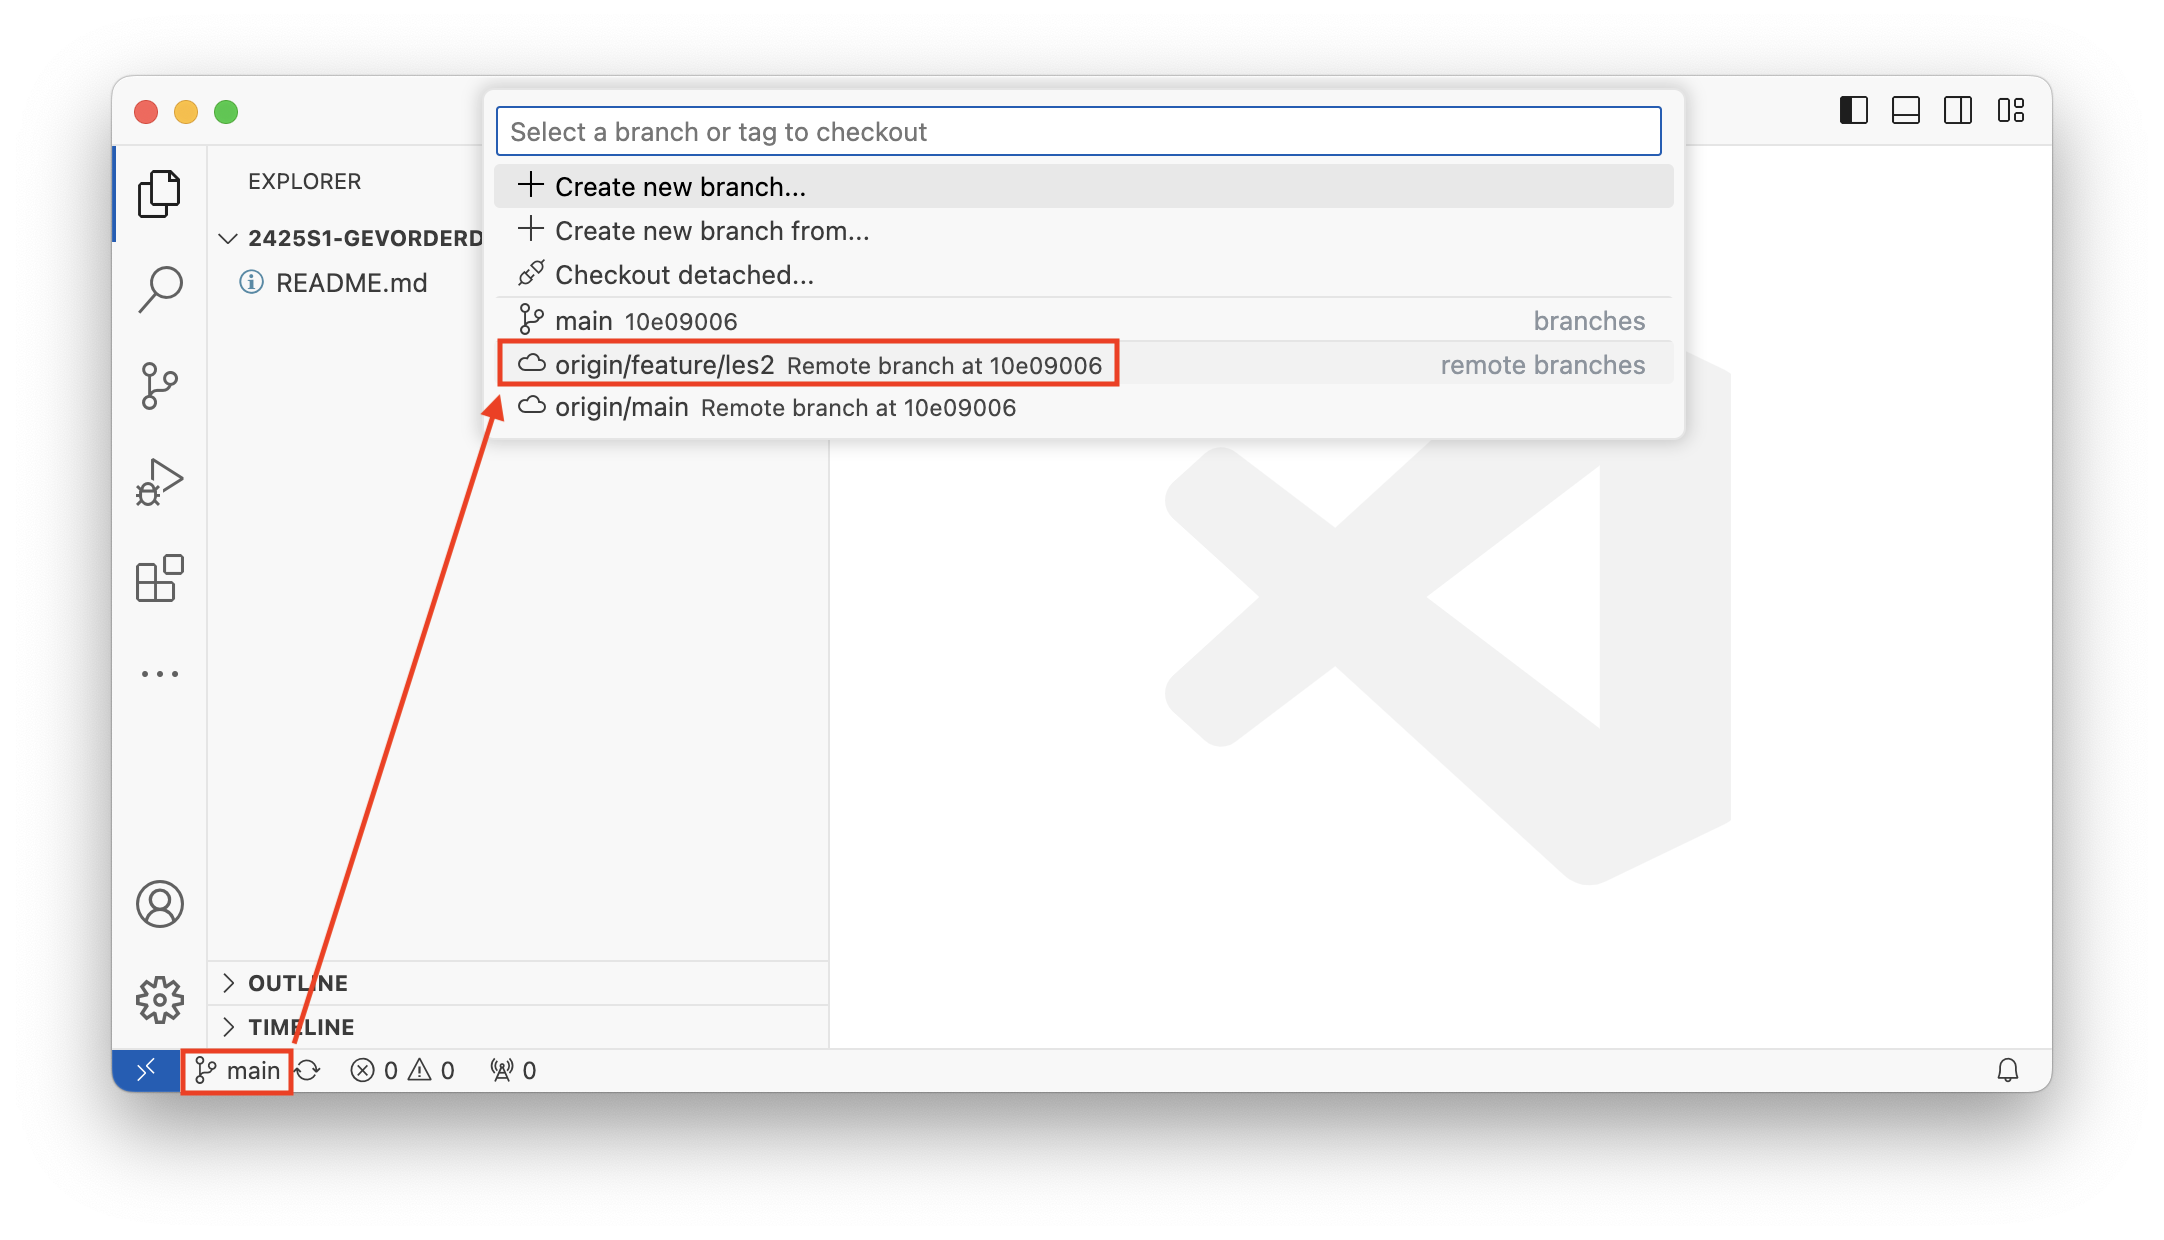 Select a branch or tag to checkout
Create new branch...
Create new branch from...
Checkout detached...
main 10e09006 branches
origin/feature/les2 Remote branch at 10e09006 remote branches
origin/main Remote branch at 10e09006
EXPLORER
2425S1-GEVORDERD
README.md
OUTLINE
TIMELINE
main 0 0 0